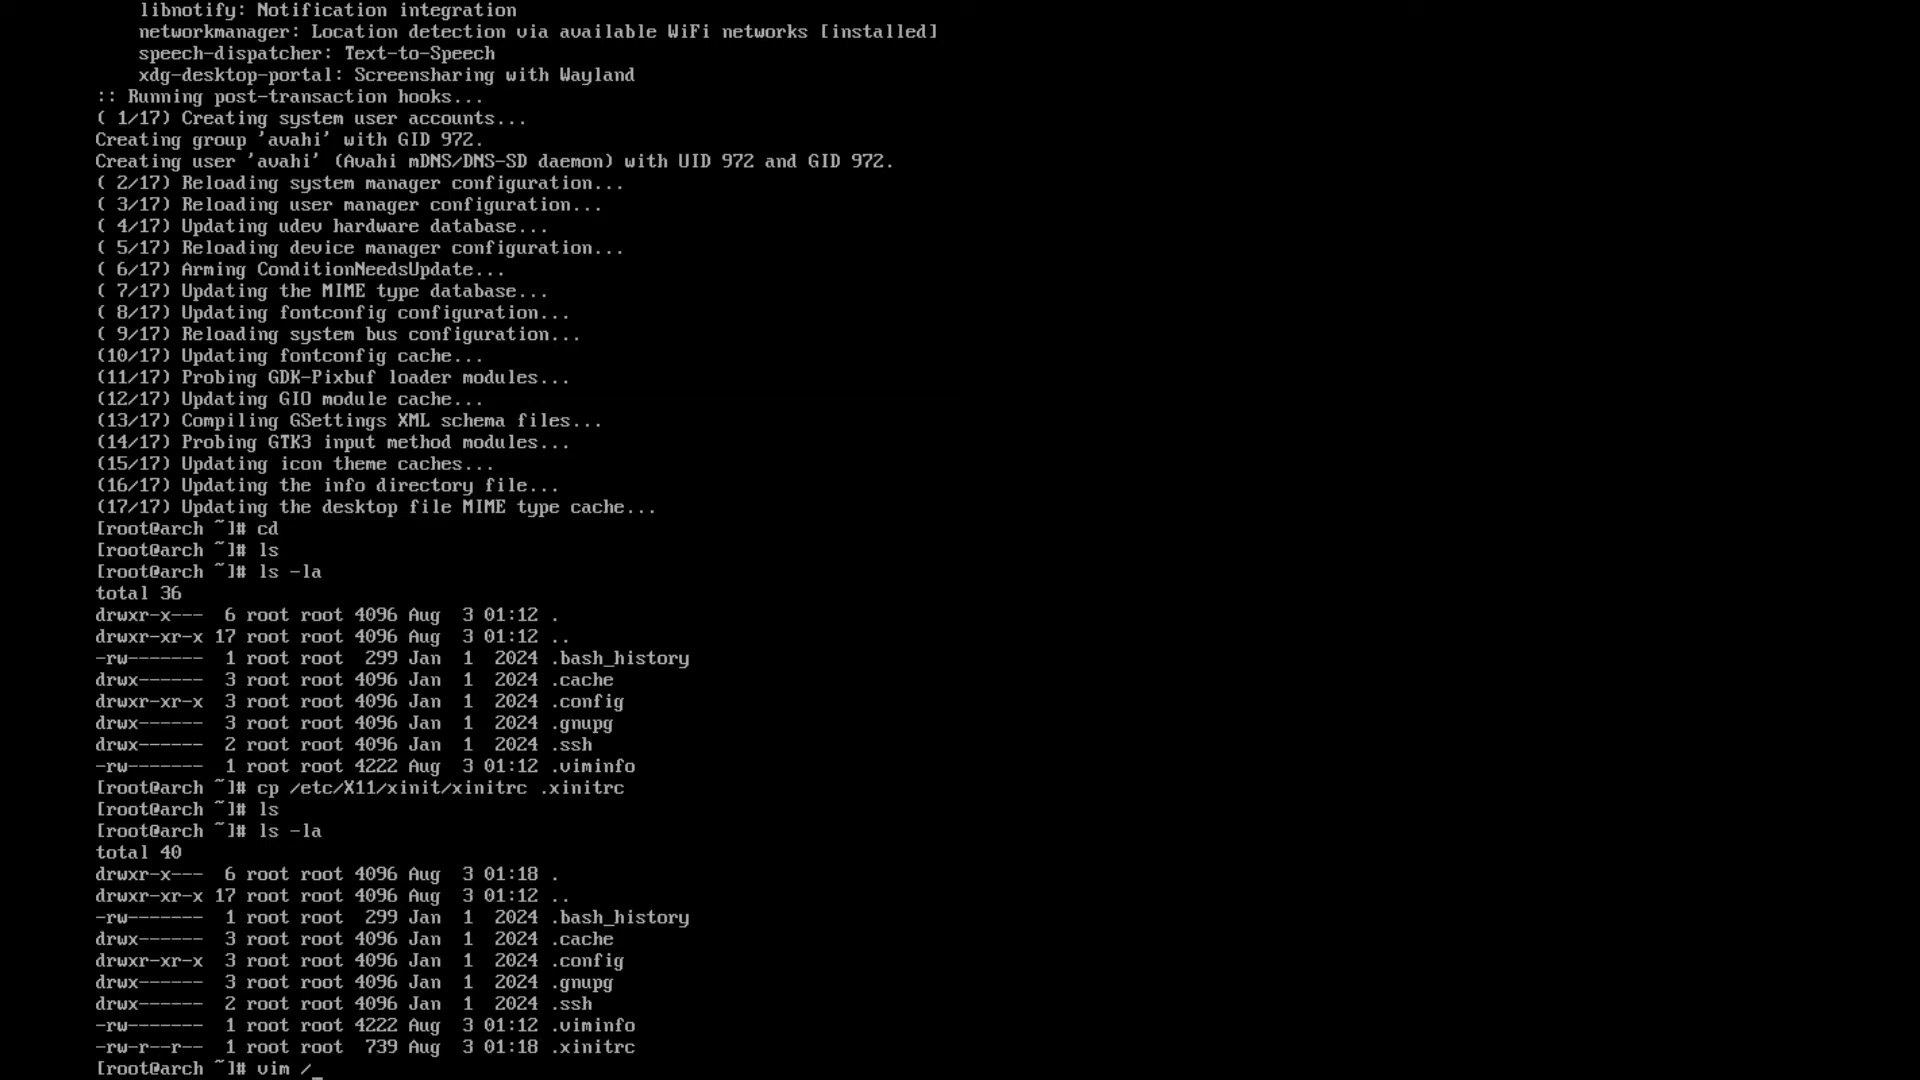 libnotify: Notification integration
networkmanager: Location detection via available WiFi networks [installed]
speech-dispatcher: Text-to-Speech
xdg-desktop-portal: Screensharing with Wayland
:: Running post-transaction hooks...
( 1/17) Creating system user accounts...
Creating group 'avahi' with GID 972.
Creating user 'avahi' (Avahi mDNS/DNS-SD daemon) with UID 972 and GID 972.
( 2/17) Reloading system manager configuration...
( 3/17) Reloading user manager configuration...
( 4/17) Updating udev hardware database...
( 5/17) Reloading device manager configuration...
( 6/17) Arming ConditionNeedsUpdate...
( 7/17) Updating the MIME type database...
( 8/17) Updating fontconfig configuration...
( 9/17) Reloading system bus configuration...
(10/17) Updating fontconfig cache...
(11/17) Probing GDK-Pixbuf loader modules...
(12/17) Updating GIO module cache...
(13/17) Compiling GSettings XML schema files...
(14/17) Probing GTK3 input method modules...
(15/17) Updating icon theme caches...
(16/17) Updating the info directory file...
(17/17) Updating the desktop file MIME type cache...
[root@arch ~]# cd
[root@arch ~]# ls
[root@arch ~]# ls -la
total 36
drwxr-x---  6 root root 4096 Aug  3 01:12 .
drwxr-xr-x 17 root root 4096 Aug  3 01:12 ..
-rw-------  1 root root  299 Jan  1  2024 .bash_history
drwx------  3 root root 4096 Jan  1  2024 .cache
drwxr-xr-x  3 root root 4096 Jan  1  2024 .config
drwx------  3 root root 4096 Jan  1  2024 .gnupg
drwx------  2 root root 4096 Jan  1  2024 .ssh
-rw-------  1 root root 4222 Aug  3 01:12 .viminfo
[root@arch ~]# cp /etc/X11/xinit/xinitrc .xinitrc
[root@arch ~]# ls
[root@arch ~]# ls -la
total 40
drwxr-x---  6 root root 4096 Aug  3 01:18 .
drwxr-xr-x 17 root root 4096 Aug  3 01:12 ..
-rw-------  1 root root  299 Jan  1  2024 .bash_history
drwx------  3 root root 4096 Jan  1  2024 .cache
drwxr-xr-x  3 root root 4096 Jan  1  2024 .config
drwx------  3 root root 4096 Jan  1  2024 .gnupg
drwx------  2 root root 4096 Jan  1  2024 .ssh
-rw-------  1 root root 4222 Aug  3 01:12 .viminfo
-rw-r--r--  1 root root  739 Aug  3 01:18 .xinitrc
[root@arch ~]# vim /_